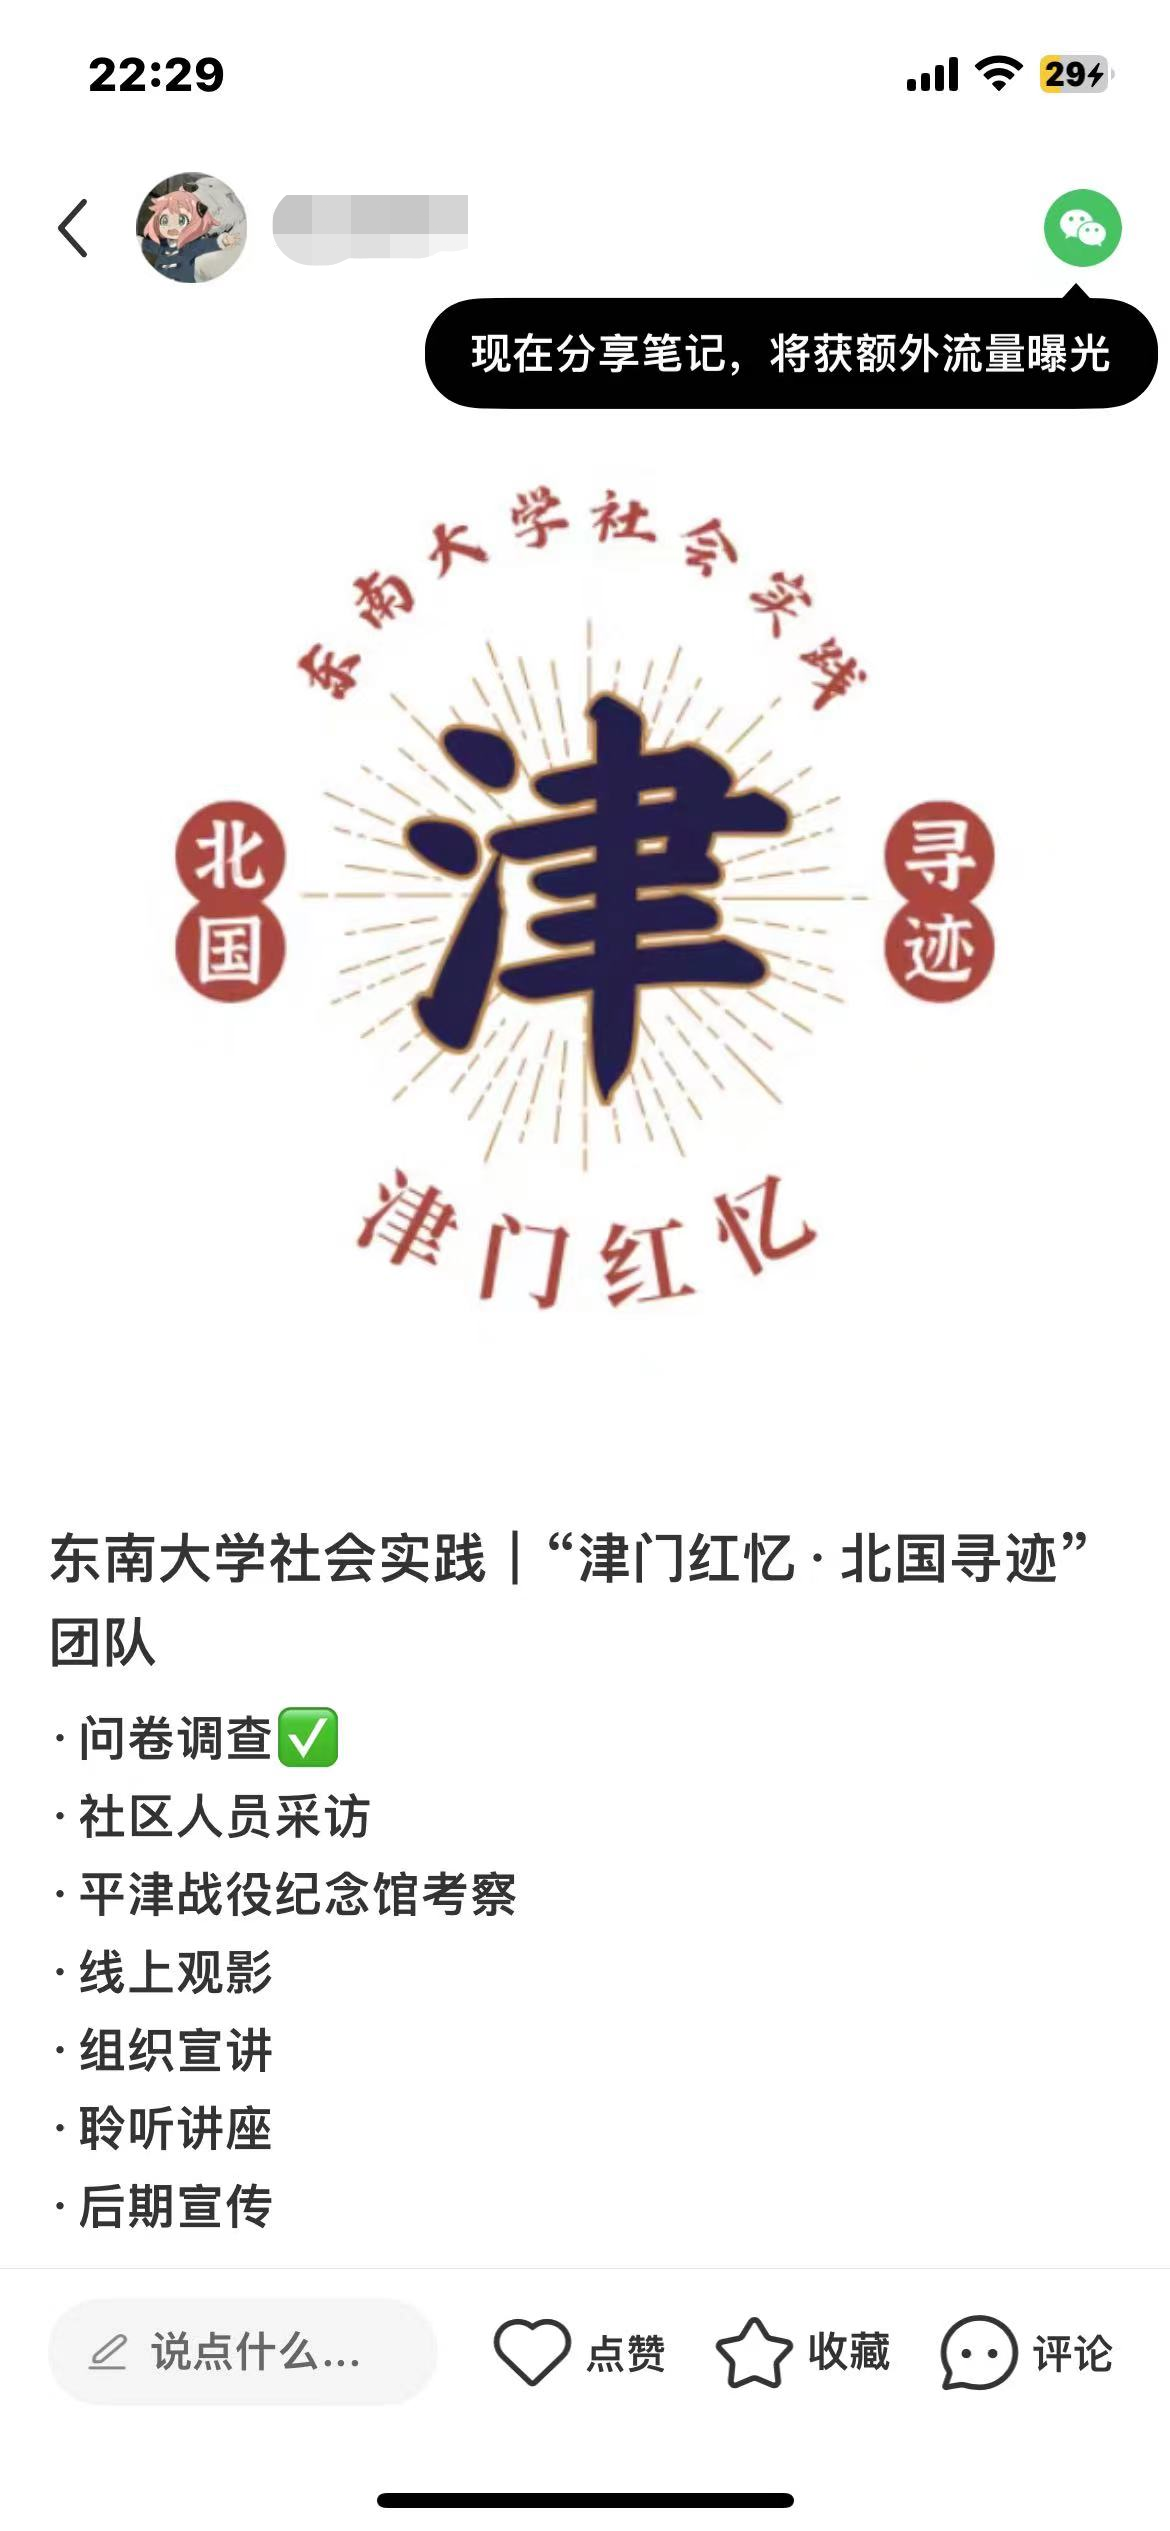 22:29
29
现在分享笔记，将获额外流量曝光
东南大学社会实践
津
北国
寻迹
津门红忆
东南大学社会实践｜“津门红忆·北国寻迹”
团队
·问卷调查✅
·社区人员采访
·平津战役纪念馆考察
·线上观影
·组织宣讲
·聆听讲座
·后期宣传
说点什么...
点赞
收藏
评论